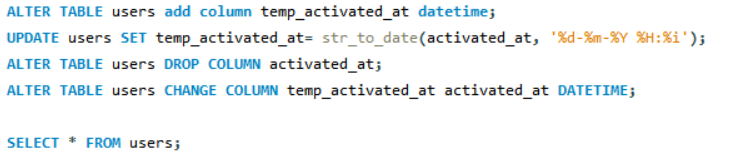 ALTER TABLE users add column temp_activated_at datetime;
UPDATE users SET temp_activated_at= str_to_date(activated_at, '%d-%m-%Y %H:%i');
ALTER TABLE users DROP COLUMN activated_at;
ALTER TABLE users CHANGE COLUMN temp_activated_at activated_at DATETIME;
SELECT * FROM users;